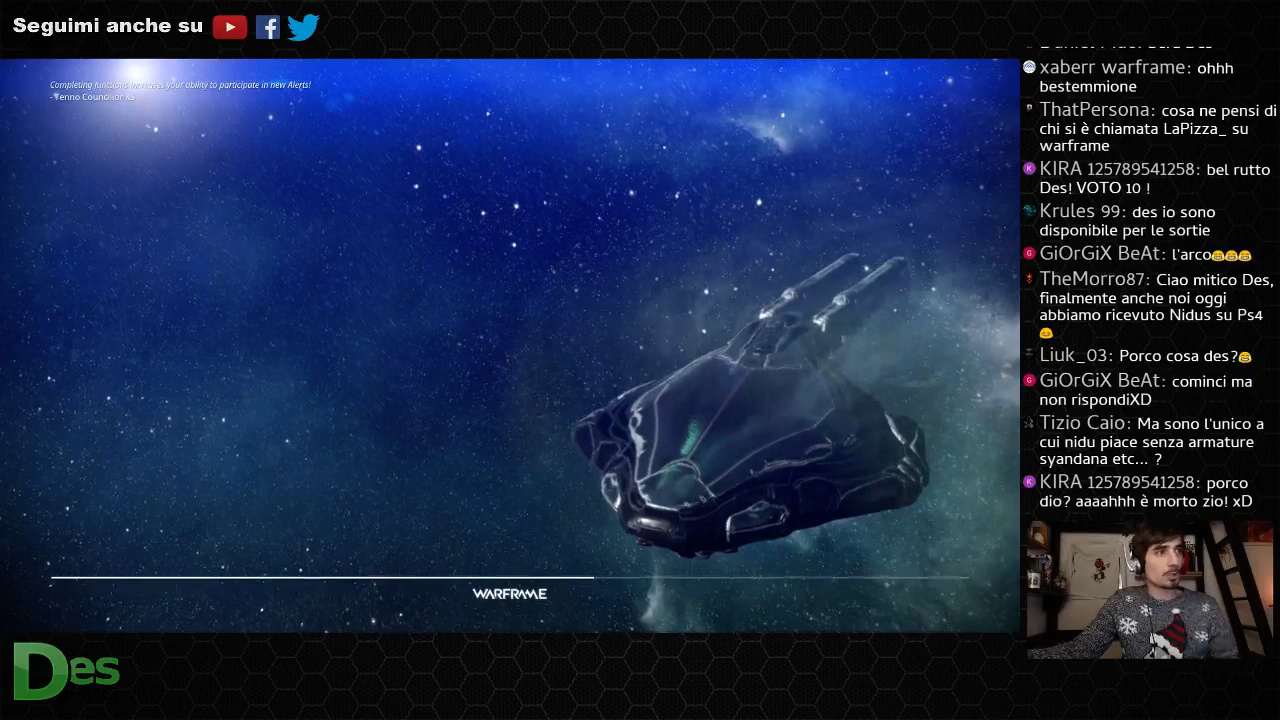 Seguimi anche su
Completing Junctions increases your ability to participate in new Alerts!
- Tenno Councillor xs
xaberr warframe: ohhh
bestemmione
ThatPersona: cosa ne pensi di
chi si è chiamata LaPizza_ su
warframe
KIRA 125789541258: bel rutto
Des! VOTO 10 !
Krules 99: des io sono
disponibile per le sortie
GiOrGiX BeAt: l'arco😂😂😂
TheMorro87: Ciao mitico Des,
finalmente anche noi oggi
abbiamo ricevuto Nidus su Ps4
😊
Liuk_03: Porco cosa des?😂
GiOrGiX BeAt: cominci ma
non rispondiXD
Tizio Caio: Ma sono l'unico a
cui nidu piace senza armature
syandana etc... ?
KIRA 125789541258: porco
dio? aaaahhh è morto zio! xD
WARFRAME
Des